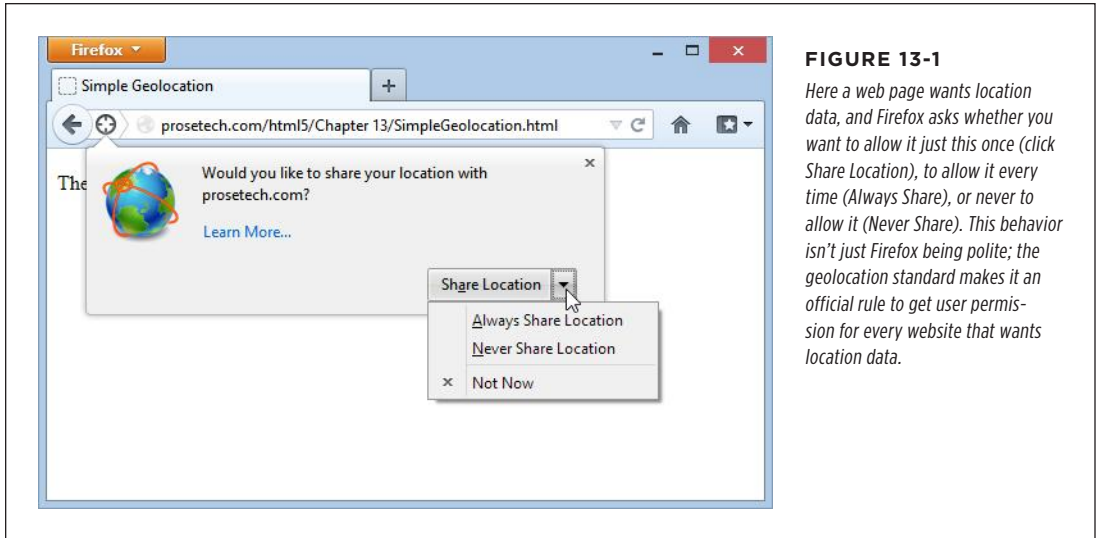 Firefox
Simple Geolocation
prosetech.com/html5/Chapter 13/SimpleGeolocation.html
The
Would you like to share your location with
prosetech.com?
Learn More...
Share Location
Always Share Location
Never Share Location
x Not Now
FIGURE 13-1
Here a web page wants location
data, and Firefox asks whether you
want to allow it just this once (click
Share Location), to allow it every
time (Always Share), or never to
allow it (Never Share). This behavior
isn't just Firefox being polite; the
geolocation standard makes it an
official rule to get user permis-
sion for every website that wants
location data.